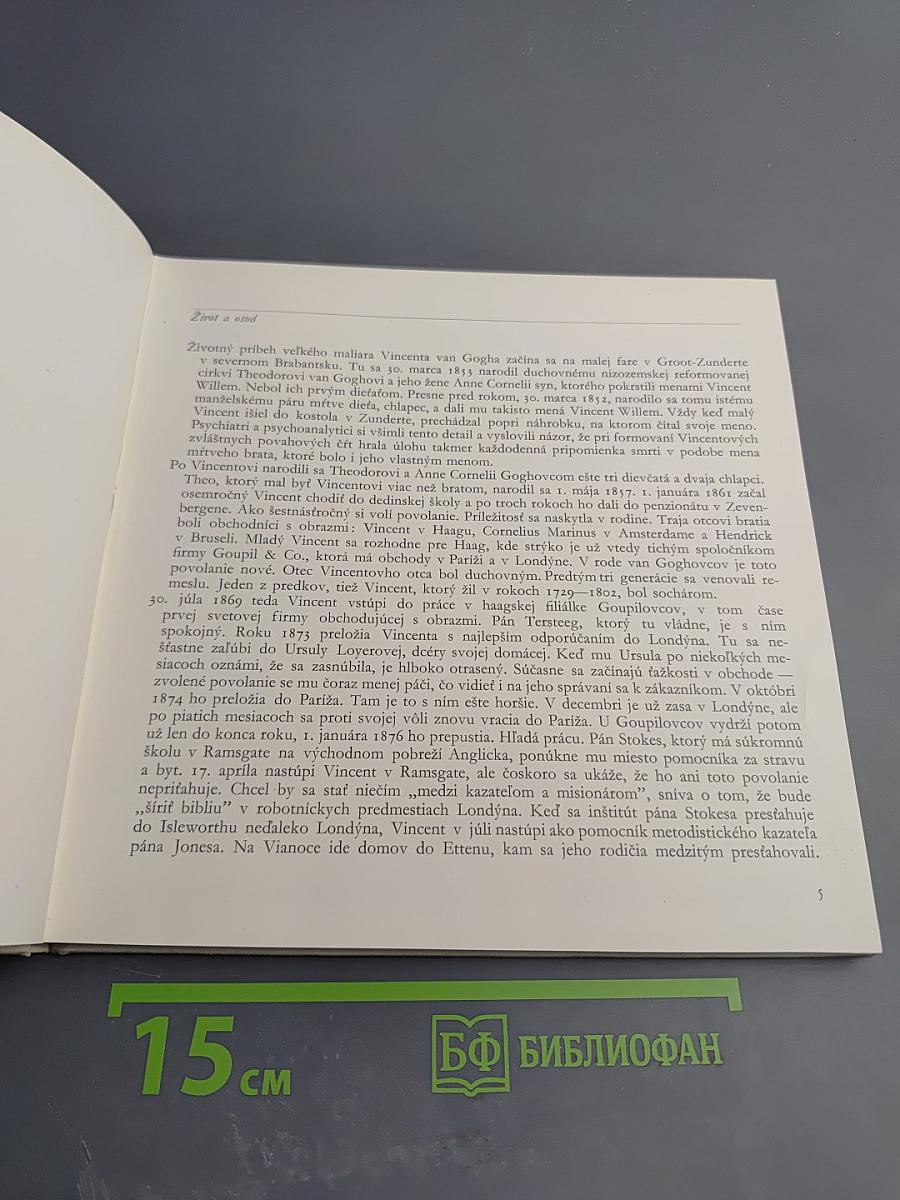 Život a osud
Životný príbeh veľkého maliara Vincenta van Gogha začína sa na malej fare v Groot-Zunderte
v severnom Brabantsku. Tu sa 30. marca 1853 narodil duchovnému nizozemskej reformovanej
cirkvi Theodorovi van Goghovi a jeho žene Anne Cornelii syn, ktorého pokrstili menami Vincent
Willem. Nebol ich prvým dieťaťom. Presne pred rokom, 30. marca 1852, narodilo sa tomu istému
manželskému páru mŕtve dieťa, chlapec, a dali mu takisto mená Vincent Willem. Vždy keď malý
Vincent išiel do kostola v Zunderte, prechádzal popri náhrobku, na ktorom čítal svoje meno.
Psychiatri a psychoanalytici si všimli tento detail a vyslovili názor, že pri formovaní Vincentových
zvláštnych povahových čŕt hrala úlohu takmer každodenná pripomienka smrti v podobe mena
mŕtveho brata, ktoré bolo i jeho vlastným menom.
Po Vincentovi narodili sa Theodorovi a Anne Cornelii Goghovcom ešte tri dievčatá a dvaja chlapci.
Theo, ktorý mal byť Vincentovi viac než bratom, narodil sa 1. mája 1857. 1. januára 1861 začal
osemročný Vincent chodiť do dedinskej školy a po troch rokoch ho dali do penzionátu v Zeven-
bergene. Ako šestnásťročný si volí povolanie. Príležitosť sa naskytla v rodine. Traja otcovi bratia
boli obchodníci s obrazmi: Vincent v Haagu, Cornelius Marinus v Amsterdame a Hendrick
v Bruseli. Mladý Vincent sa rozhodne pre Haag, kde strýko je už vtedy tichým spoločníkom
firmy Goupil & Co., ktorá má obchody v Paríži a v Londýne. V rode van Goghovcov je toto
povolanie nové. Otec Vincentovho otca bol duchovným. Predtým tri generácie sa venovali re-
meslu. Jeden z predkov, tiež Vincent, ktorý žil v rokoch 1729—1802, bol sochárom.
30. júla 1869 teda Vincent vstúpi do práce v haagskej filiálke Goupilovcov, v tom čase
prvej svetovej firmy obchodujúcej s obrazmi. Pán Tersteeg, ktorý tu vládne, je s ním
spokojný. Roku 1873 preložia Vincenta s najlepším odporúčaním do Londýna. Tu sa ne-
šťastne zaľúbi do Ursuly Loyerovej, dcéry svojej domácej. Keď mu Ursula po niekoľkých me-
siacoch oznámi, že sa zasnúbila, je hlboko otrasený. Súčasne sa začínajú ťažkosti v obchode —
zvolené povolanie se mu čoraz menej páči, čo vidieť i na jeho správaní sa k zákazníkom. V októbri
1874 ho preložia do Paríža. Tam je to s ním ešte horšie. V decembri je už zasa v Londýne, ale
po piatich mesiacoch sa proti svojej vôli znovu vracia do Paríža. U Goupilovcov vydrží potom
už len do konca roku, 1. januára 1876 ho prepustia. Hľadá prácu. Pán Stokes, ktorý má súkromnú
školu v Ramsgate na východnom pobreží Anglicka, ponúkne mu miesto pomocníka za stravu
a byt. 17. apríla nastúpi Vincent v Ramsgate, ale čoskoro sa ukáže, že ho ani toto povolanie
nepriťahuje. Chcel by sa stať niečím „medzi kazateľom a misionárom”, sníva o tom, že bude
„šíriť bibliu” v robotníckych predmestiach Londýna. Keď sa inštitút pána Stokesa presťahuje
do Isleworthu neďaleko Londýna, Vincent v júli nastúpi ako pomocník metodistického kazateľa
pána Jonesa. Na Vianoce ide domov do Ettenu, kam sa jeho rodičia medzitým presťahovali.
5
15 см
БФ БИБЛИОФАН